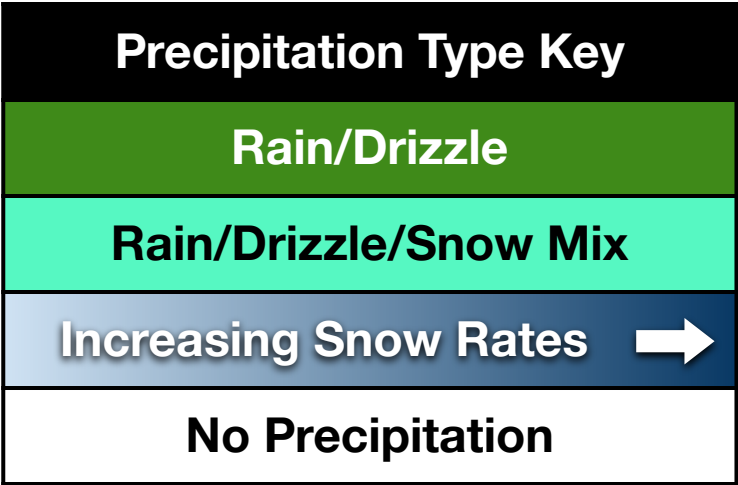 Precipitation Type Key
Rain/Drizzle
Rain/Drizzle/Snow Mix
Increasing Snow Rates
No Precipitation